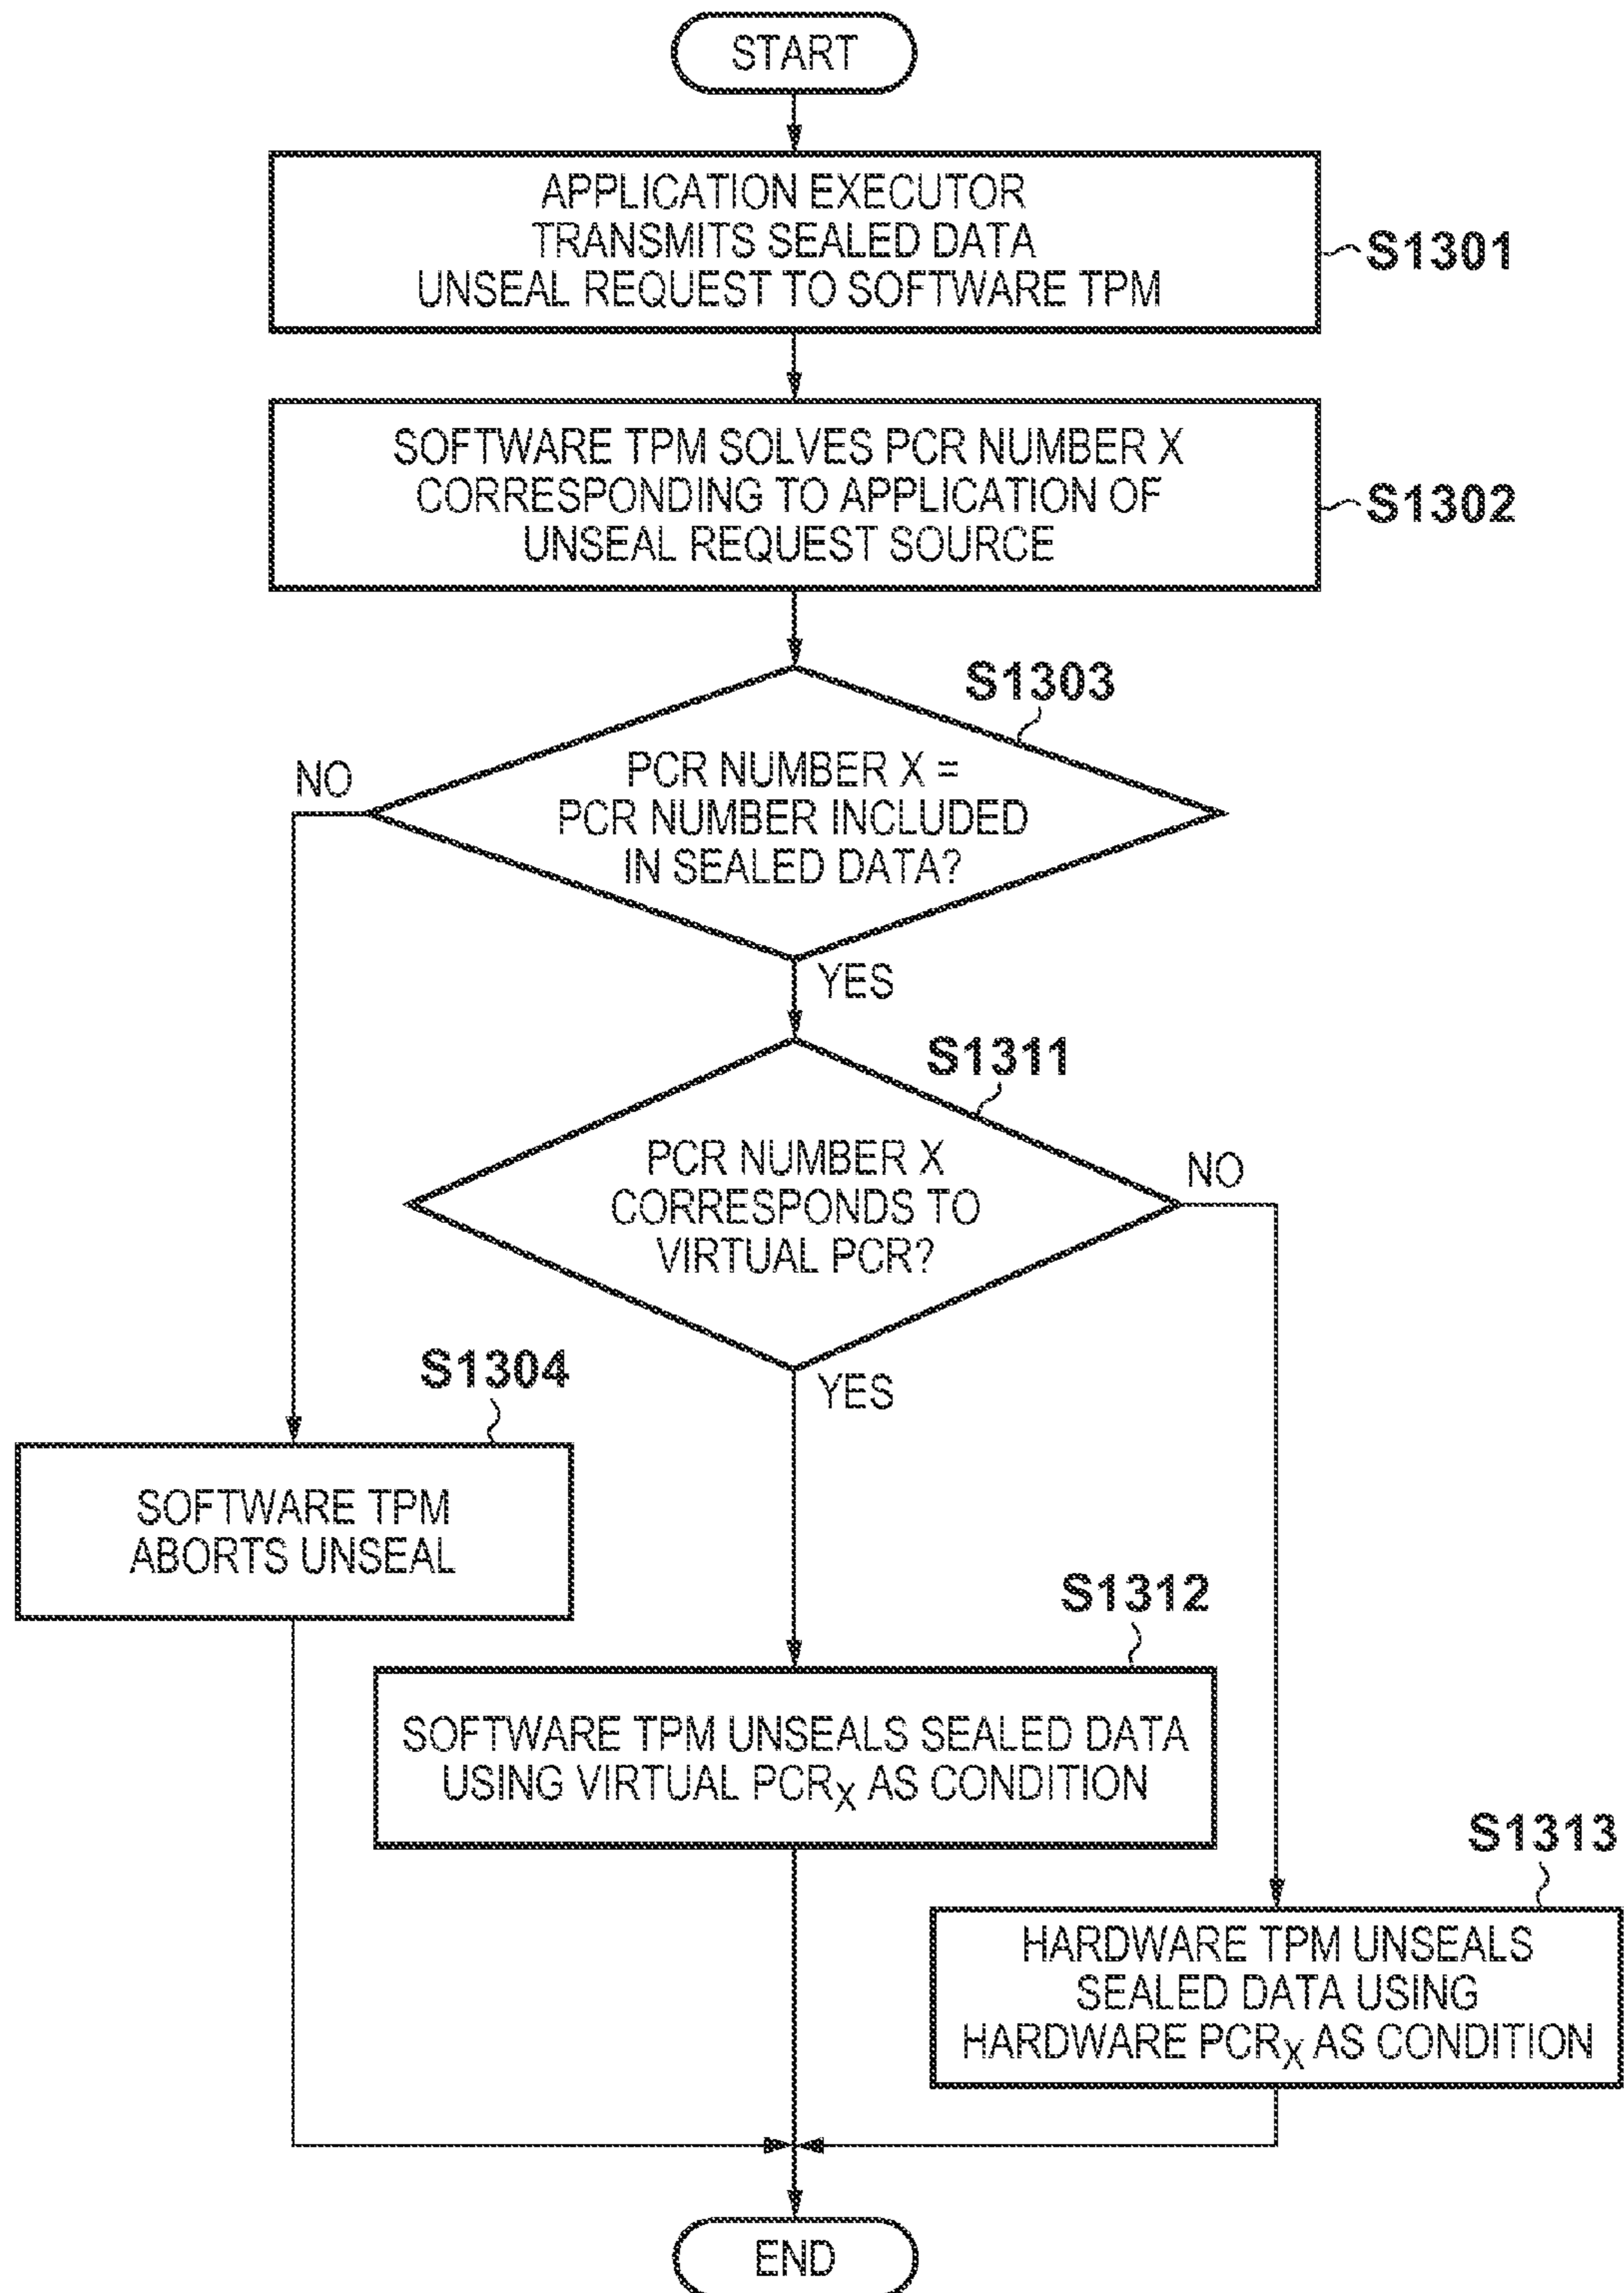 START
APPLICATION EXECUTOR
TRANSMITS SEALED DATA
UNSEAL REQUEST TO SOFTWARE TPM
S1301
SOFTWARE TPM SOLVES PCR NUMBER X
CORRESPONDING TO APPLICATION OF
UNSEAL REQUEST SOURCE
S1302
S1303
PCR NUMBER X =
PCR NUMBER INCLUDED
IN SEALED DATA?
NO
YES
S1311
PCR NUMBER X
CORRESPONDS TO
VIRTUAL PCR?
NO
YES
S1304
SOFTWARE TPM
ABORTS UNSEAL
S1312
SOFTWARE TPM UNSEALS SEALED DATA
USING VIRTUAL PCRX AS CONDITION
S1313
HARDWARE TPM UNSEALS
SEALED DATA USING
HARDWARE PCRX AS CONDITION
END